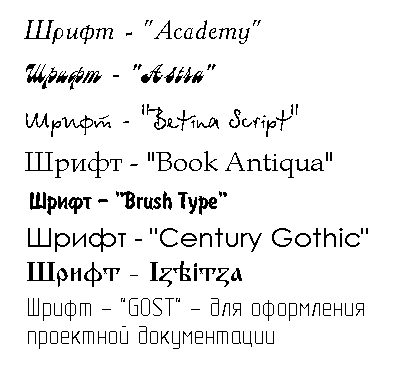 Шрифт - "Academy"
Шрифт - "Astra"
Шрифт - "Betina Script"
Шрифт - "Book Antiqua"
Шрифт - "Brush Type"
Шрифт - "Century Gothic"
Шрифт - Ižitza
Шрифт - "GOST" - для оформления
проектной документации